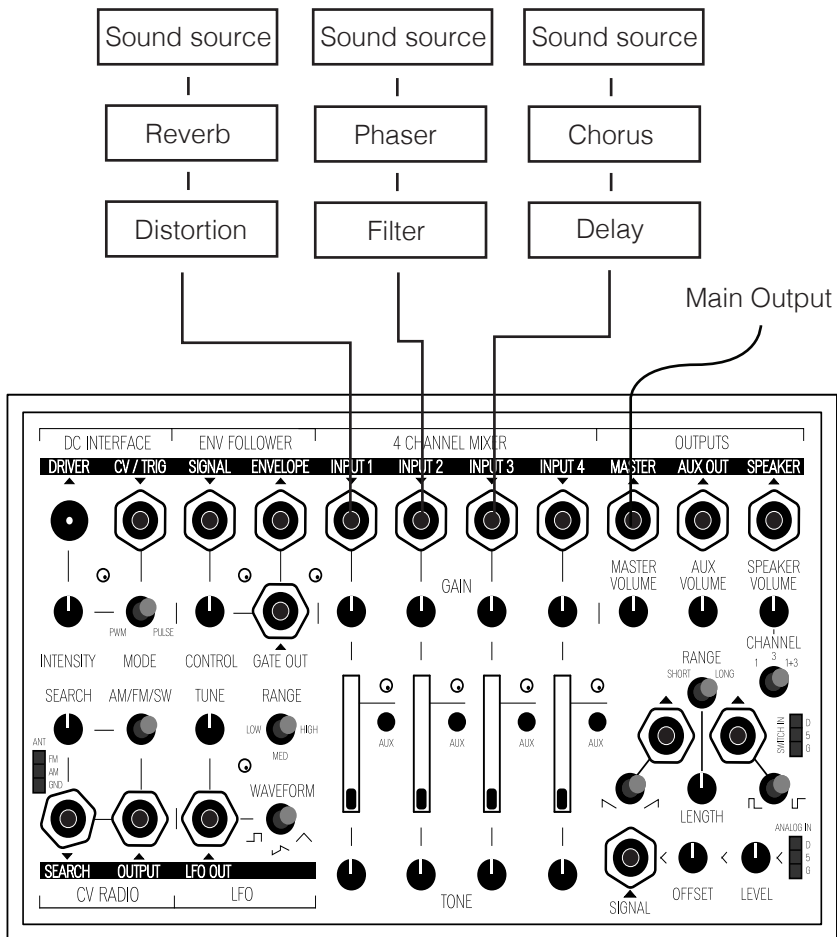 Sound source Sound source Sound source
Reverb Phaser Chorus
Distortion Filter Delay
Main Output
DC INTERFACE ENV FOLLOWER 4 CHANNEL MIXER OUTPUTS
DRIVER CV / TRIG SIGNAL ENVELOPE INPUT 1 INPUT 2 INPUT 3 INPUT 4 MASTER AUX OUT SPEAKER
GAIN
MASTER VOLUME AUX VOLUME SPEAKER VOLUME
PWM PULSE
INTENSITY MODE CONTROL GATE OUT
RANGE
SHORT LONG
CHANNEL
1 3 1+3
SEARCH AM/FM/SW TUNE RANGE
LOW HIGH
MED
AUX AUX AUX AUX
SWITCH IN
D
5
G
ANT
FM
AM
GND
WAVEFORM
LENGTH
ANALOG IN
D
5
G
SEARCH OUTPUT LFO OUT
CV RADIO LFO
TONE
SIGNAL OFFSET LEVEL